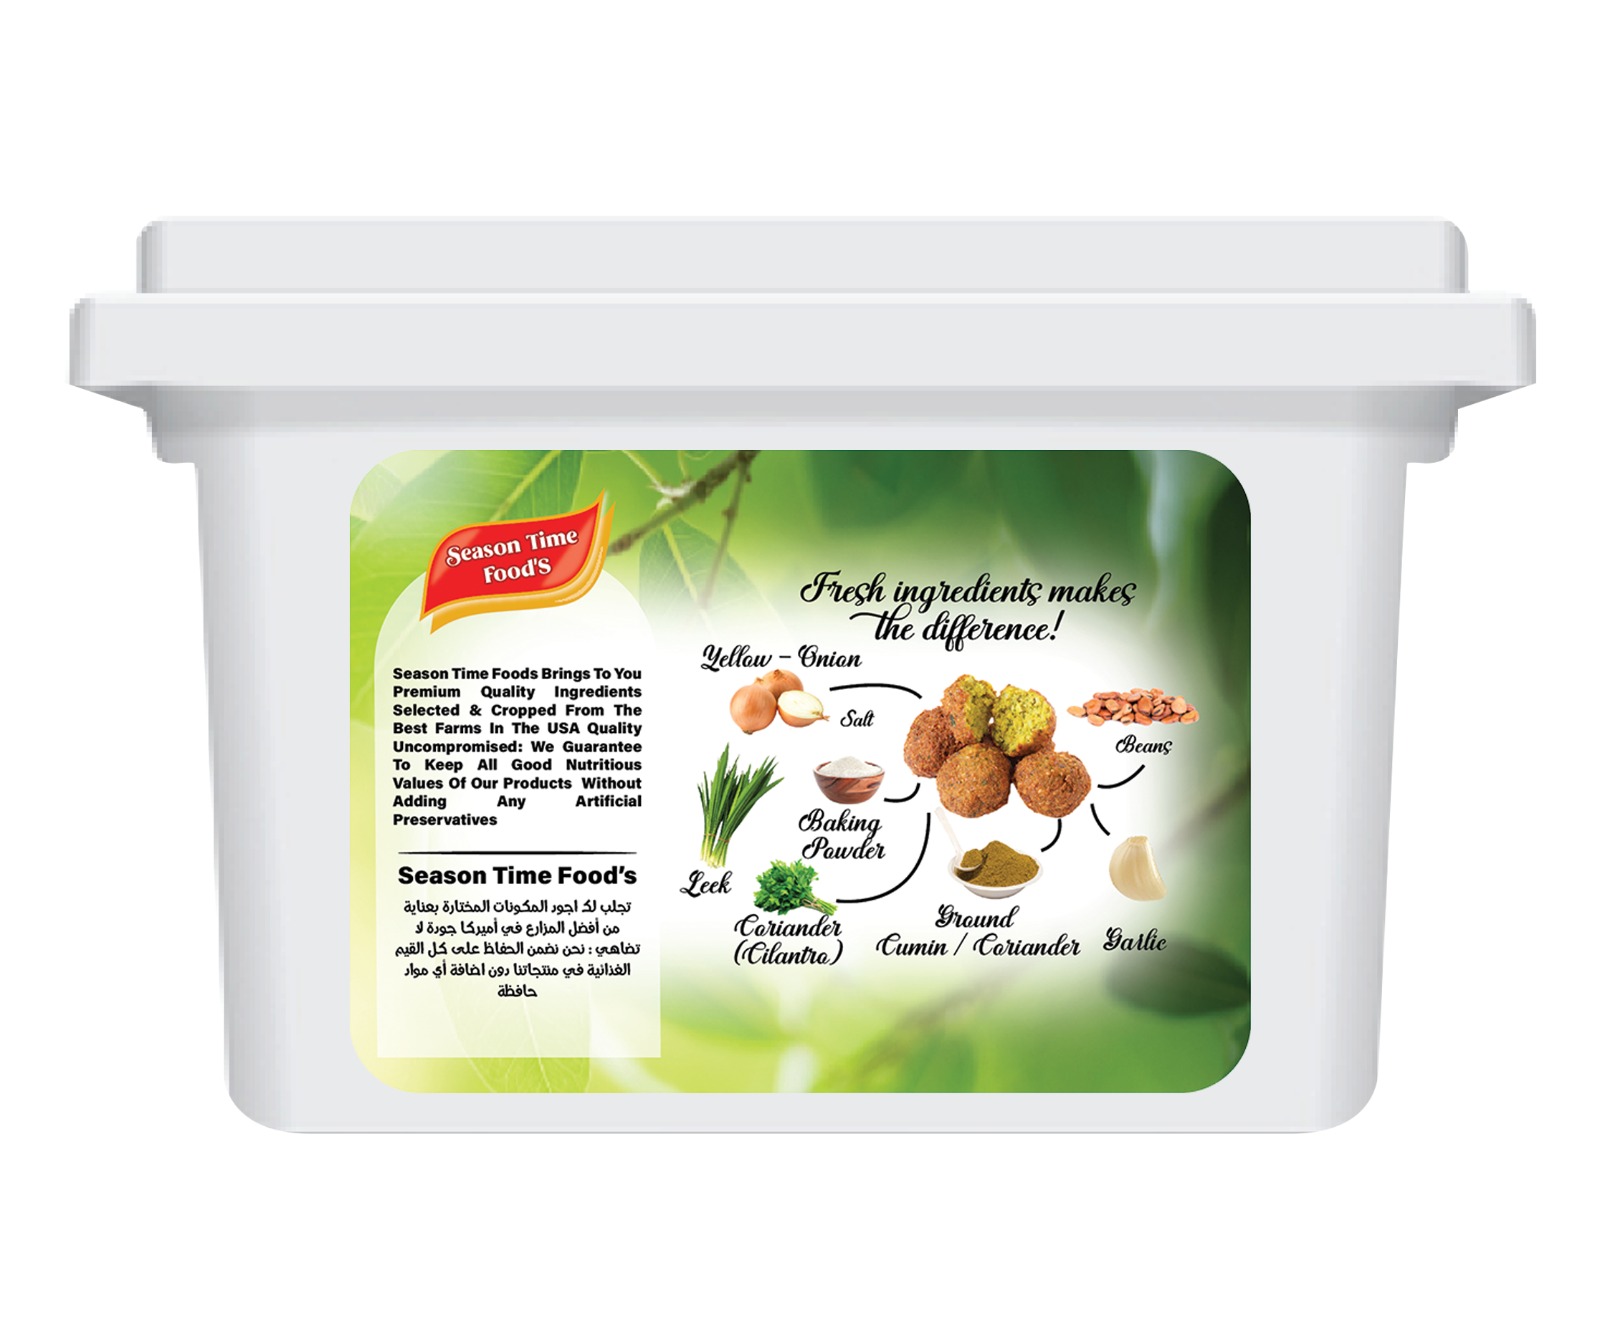 Season Time
Food'S
Season Time Foods Brings To You
Premium Quality Ingredients
Selected & Cropped From The
Best Farms In The USA Quality
Uncompromised: We Guarantee
To Keep All Good Nutritious
Values Of Our Products Without
Adding Any Artificial
Preservatives
Season Time Food's
تجلب لك اجود المكونات المختارة بعناية
من أفضل المزارع في أميركا جودة لا
تضاهي : نحن نضمن الحفاظ على كل القيم
الغذائية في منتجاتنا دون اضافة أي مواد
حافظة
Fresh ingredients makes
the difference!
Yellow - Onion
Salt
Beans
Baking
Powder
Leek
Coriander
(Cilantro)
Ground
Cumin / Coriander
Garlic